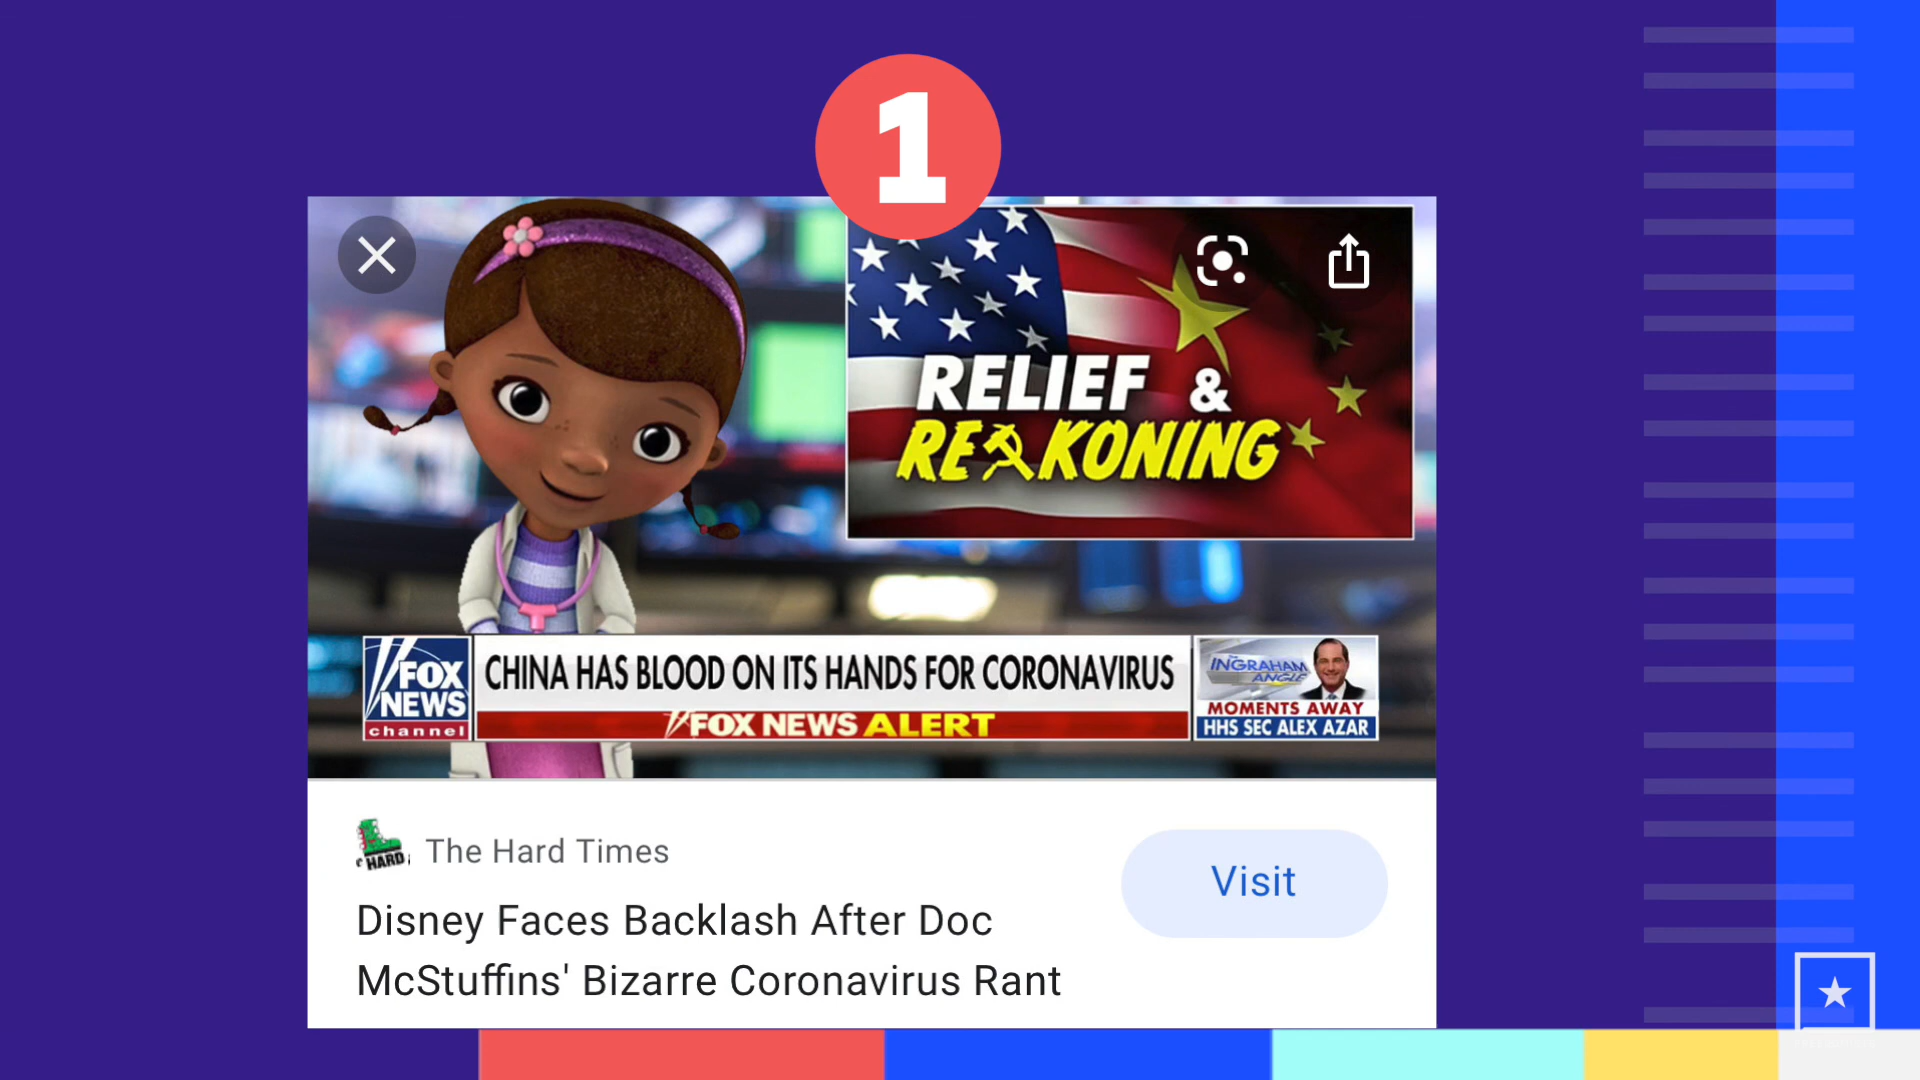 1
RELIEF &
RE☭KONING
FOX
NEWS
channel
CHINA HAS BLOOD ON ITS HANDS FOR CORONAVIRUS
FOX NEWS ALERT
THE
INGRAHAM
ANGLE
MOMENTS AWAY
HHS SEC ALEX AZAR
HARD
The Hard Times
Visit
Disney Faces Backlash After Doc
McStuffins' Bizarre Coronavirus Rant